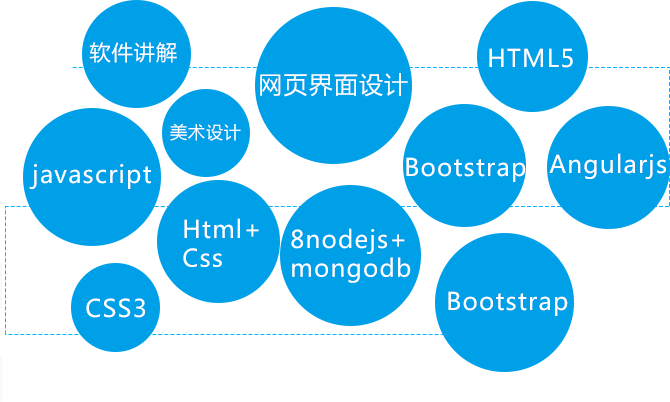 软件讲解
网页界面设计
HTML5
美术设计
javascript
Bootstrap
Angularjs
Html+
Css
8nodejs+
mongodb
CSS3
Bootstrap